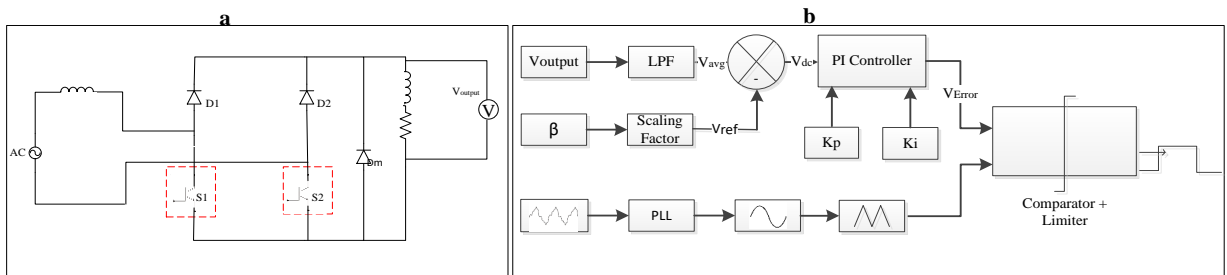 a
D1
D2
V output
V
AC
Dm
S1
S2
b
Voutput
LPF
Vavg
-
Vdc
PI Controller
VError
β
Scaling
Factor
Vref
Kp
Ki
PLL
Comparator +
Limiter